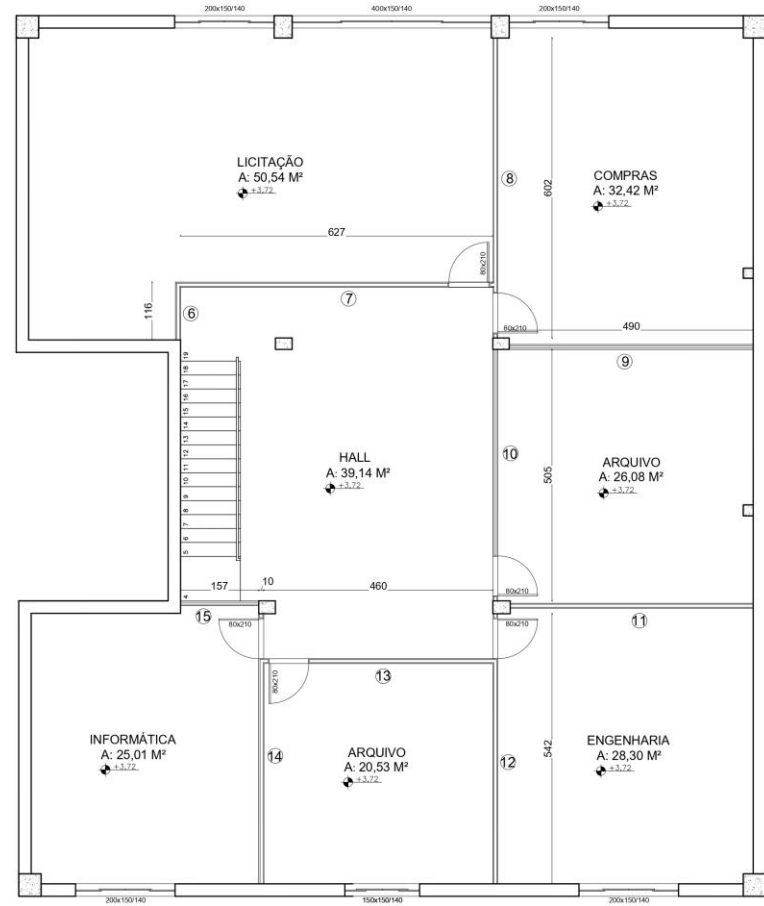 200x150/140
400x150/140
200x150/140
LICITAÇÃO
A: 50,54 M²
+3,72
8
602
COMPRAS
A: 32,42 M²
+3,72
627
80x210
116
6
7
80x210
490
9
19
18
17
16
15
14
13
12
11
10
9
8
7
6
5
4
HALL
A: 39,14 M²
+3,72
10
505
ARQUIVO
A: 26,08 M²
+3,72
80x210
157
10
460
15
80x210
80x210
11
80x210
13
INFORMÁTICA
A: 25,01 M²
+3,72
14
ARQUIVO
A: 20,53 M²
+3,72
12
542
ENGENHARIA
A: 28,30 M²
+3,72
200x150/140
150x150/140
200x150/140